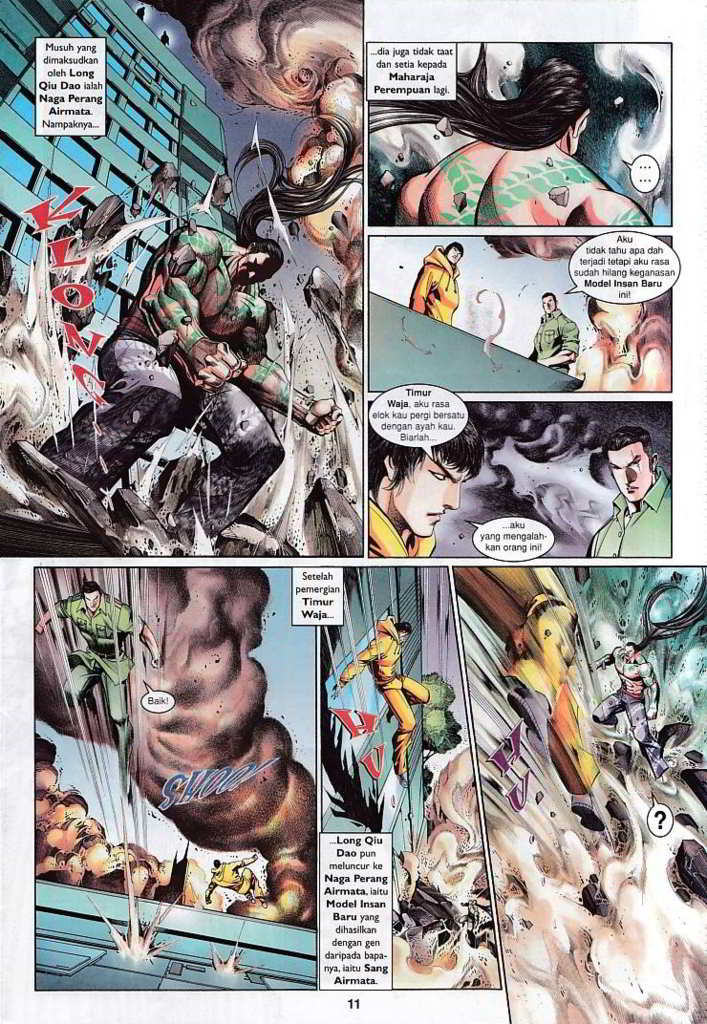 Musuh yang
dimaksudkan
oleh Long
Qiu Dao ialah
Naga Perang
Airmata.
Nampaknya...
KLONG
...dia juga tidak taat
dan setia kepada
Maharaja
Perempuan lagi.
...
...
Aku
tidak tahu apa dah
terjadi tetapi aku rasa
sudah hilang keganasan
Model Insan Baru
ini!
Timur
Waja, aku rasa
elok kau pergi bersatu
dengan ayah kau.
Biarlah...
...aku
yang mengalah-
kan orang ini!
Baik!
Setelah
pemergian
Timur
Waja...
HU
...Long Qiu
Dao pun
meluncur ke
Naga Perang
Airmata, iaitu
Model Insan
Baru yang
dihasilkan
dengan gen
daripada bapa-
nya, iaitu Sang
Airmata.
HU
?
11